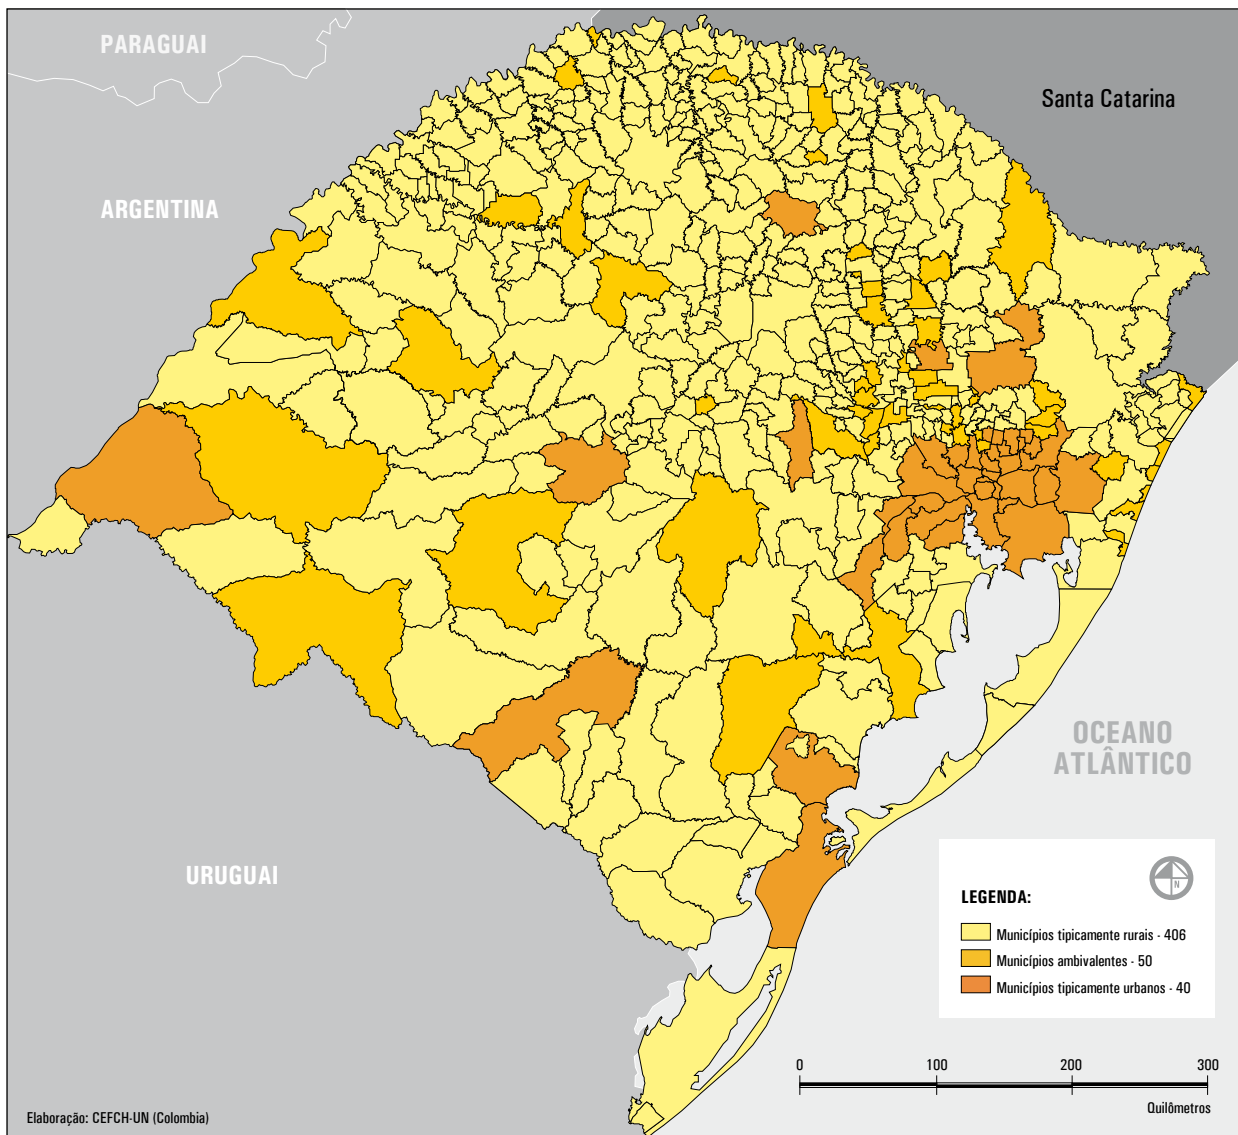 PARAGUAI
Santa Catarina
ARGENTINA
OCEANO
ATLÂNTICO
URUGUAI
N
LEGENDA:
Municípios tipicamente rurais - 406
Municípios ambivalentes - 50
Municípios tipicamente urbanos - 40
0 100 200 300
Quilômetros
Elaboração: CEFCH-UN (Colombia)